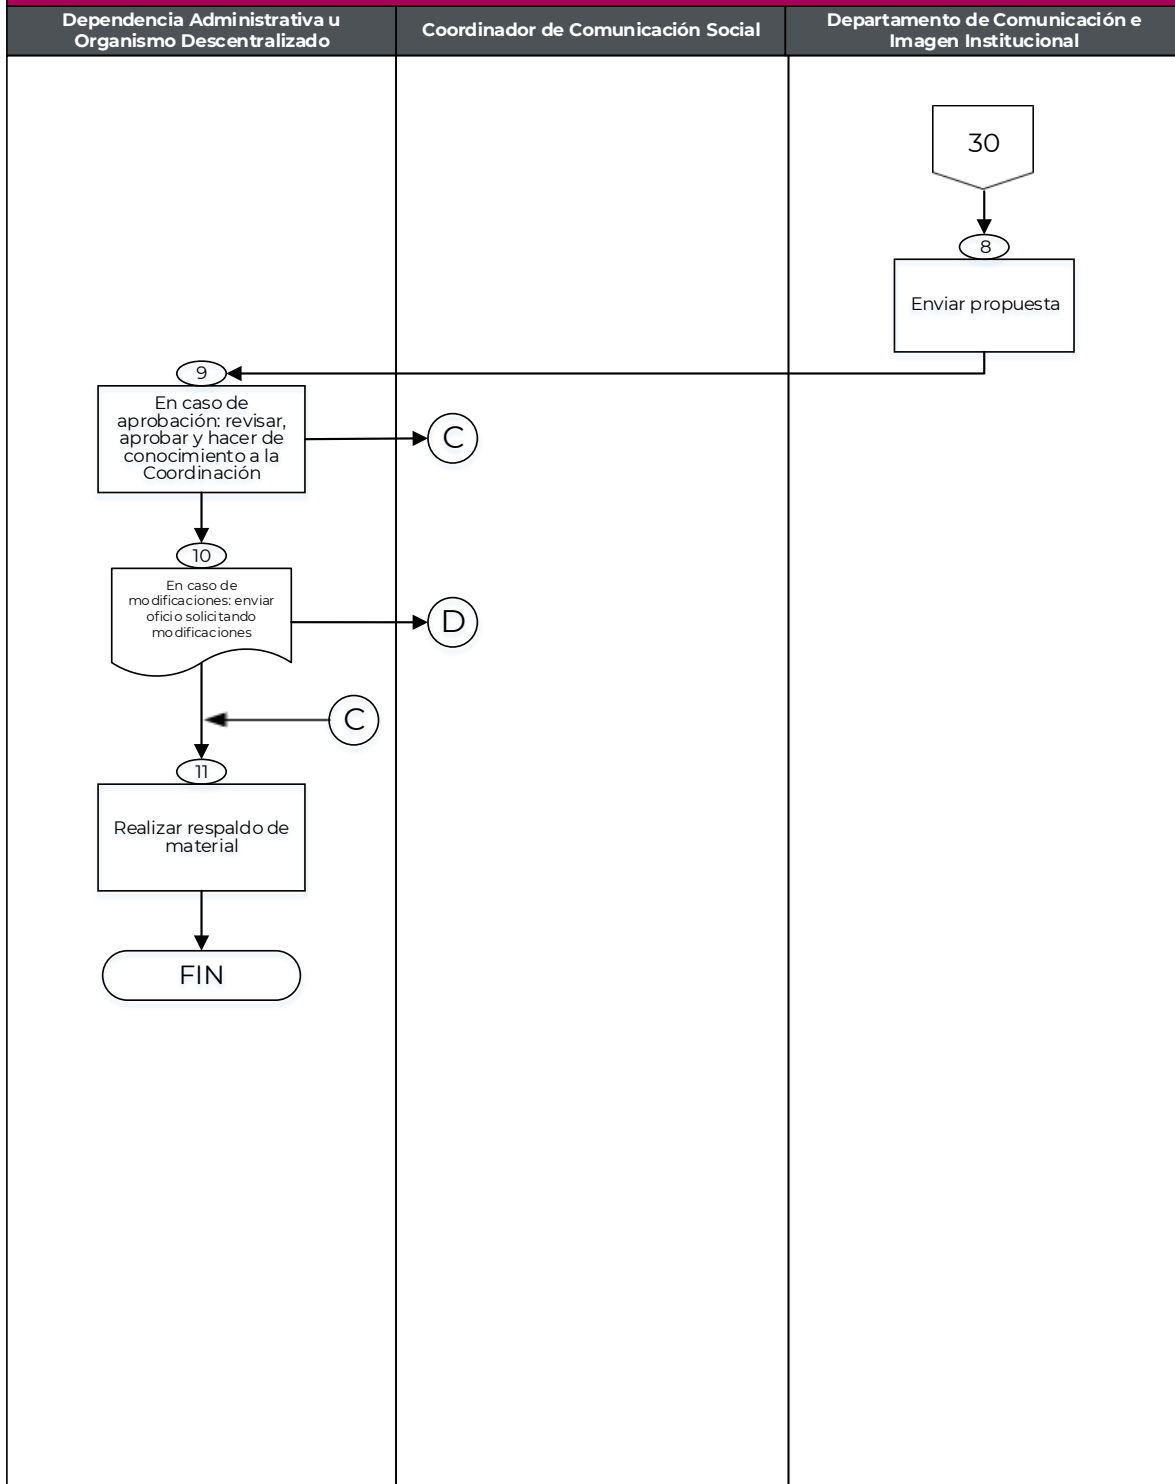 Dependencia Administrativa u
Organismo Descentralizado
Coordinador de Comunicación Social
Departamento de Comunicación e
Imagen Institucional
30
8
Enviar propuesta
9
En caso de
aprobación: revisar,
aprobar y hacer de
conocimiento a la
Coordinación
C
10
En caso de
modificaciones: enviar
oficio solicitando
modificaciones
D
C
11
Realizar respaldo de
material
FIN